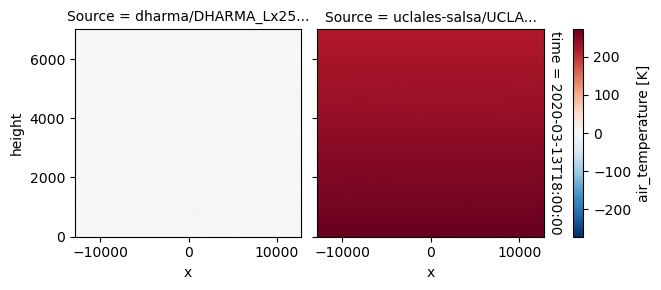 Source = dharma/DHARMA_Lx25...
Source = uclales-salsa/UCLA...
height
6000
4000
2000
0
−10000
0
10000
x
−10000
0
10000
x
time = 2020-03-13T18:00:00
200
100
0
−100
−200
air_temperature [K]